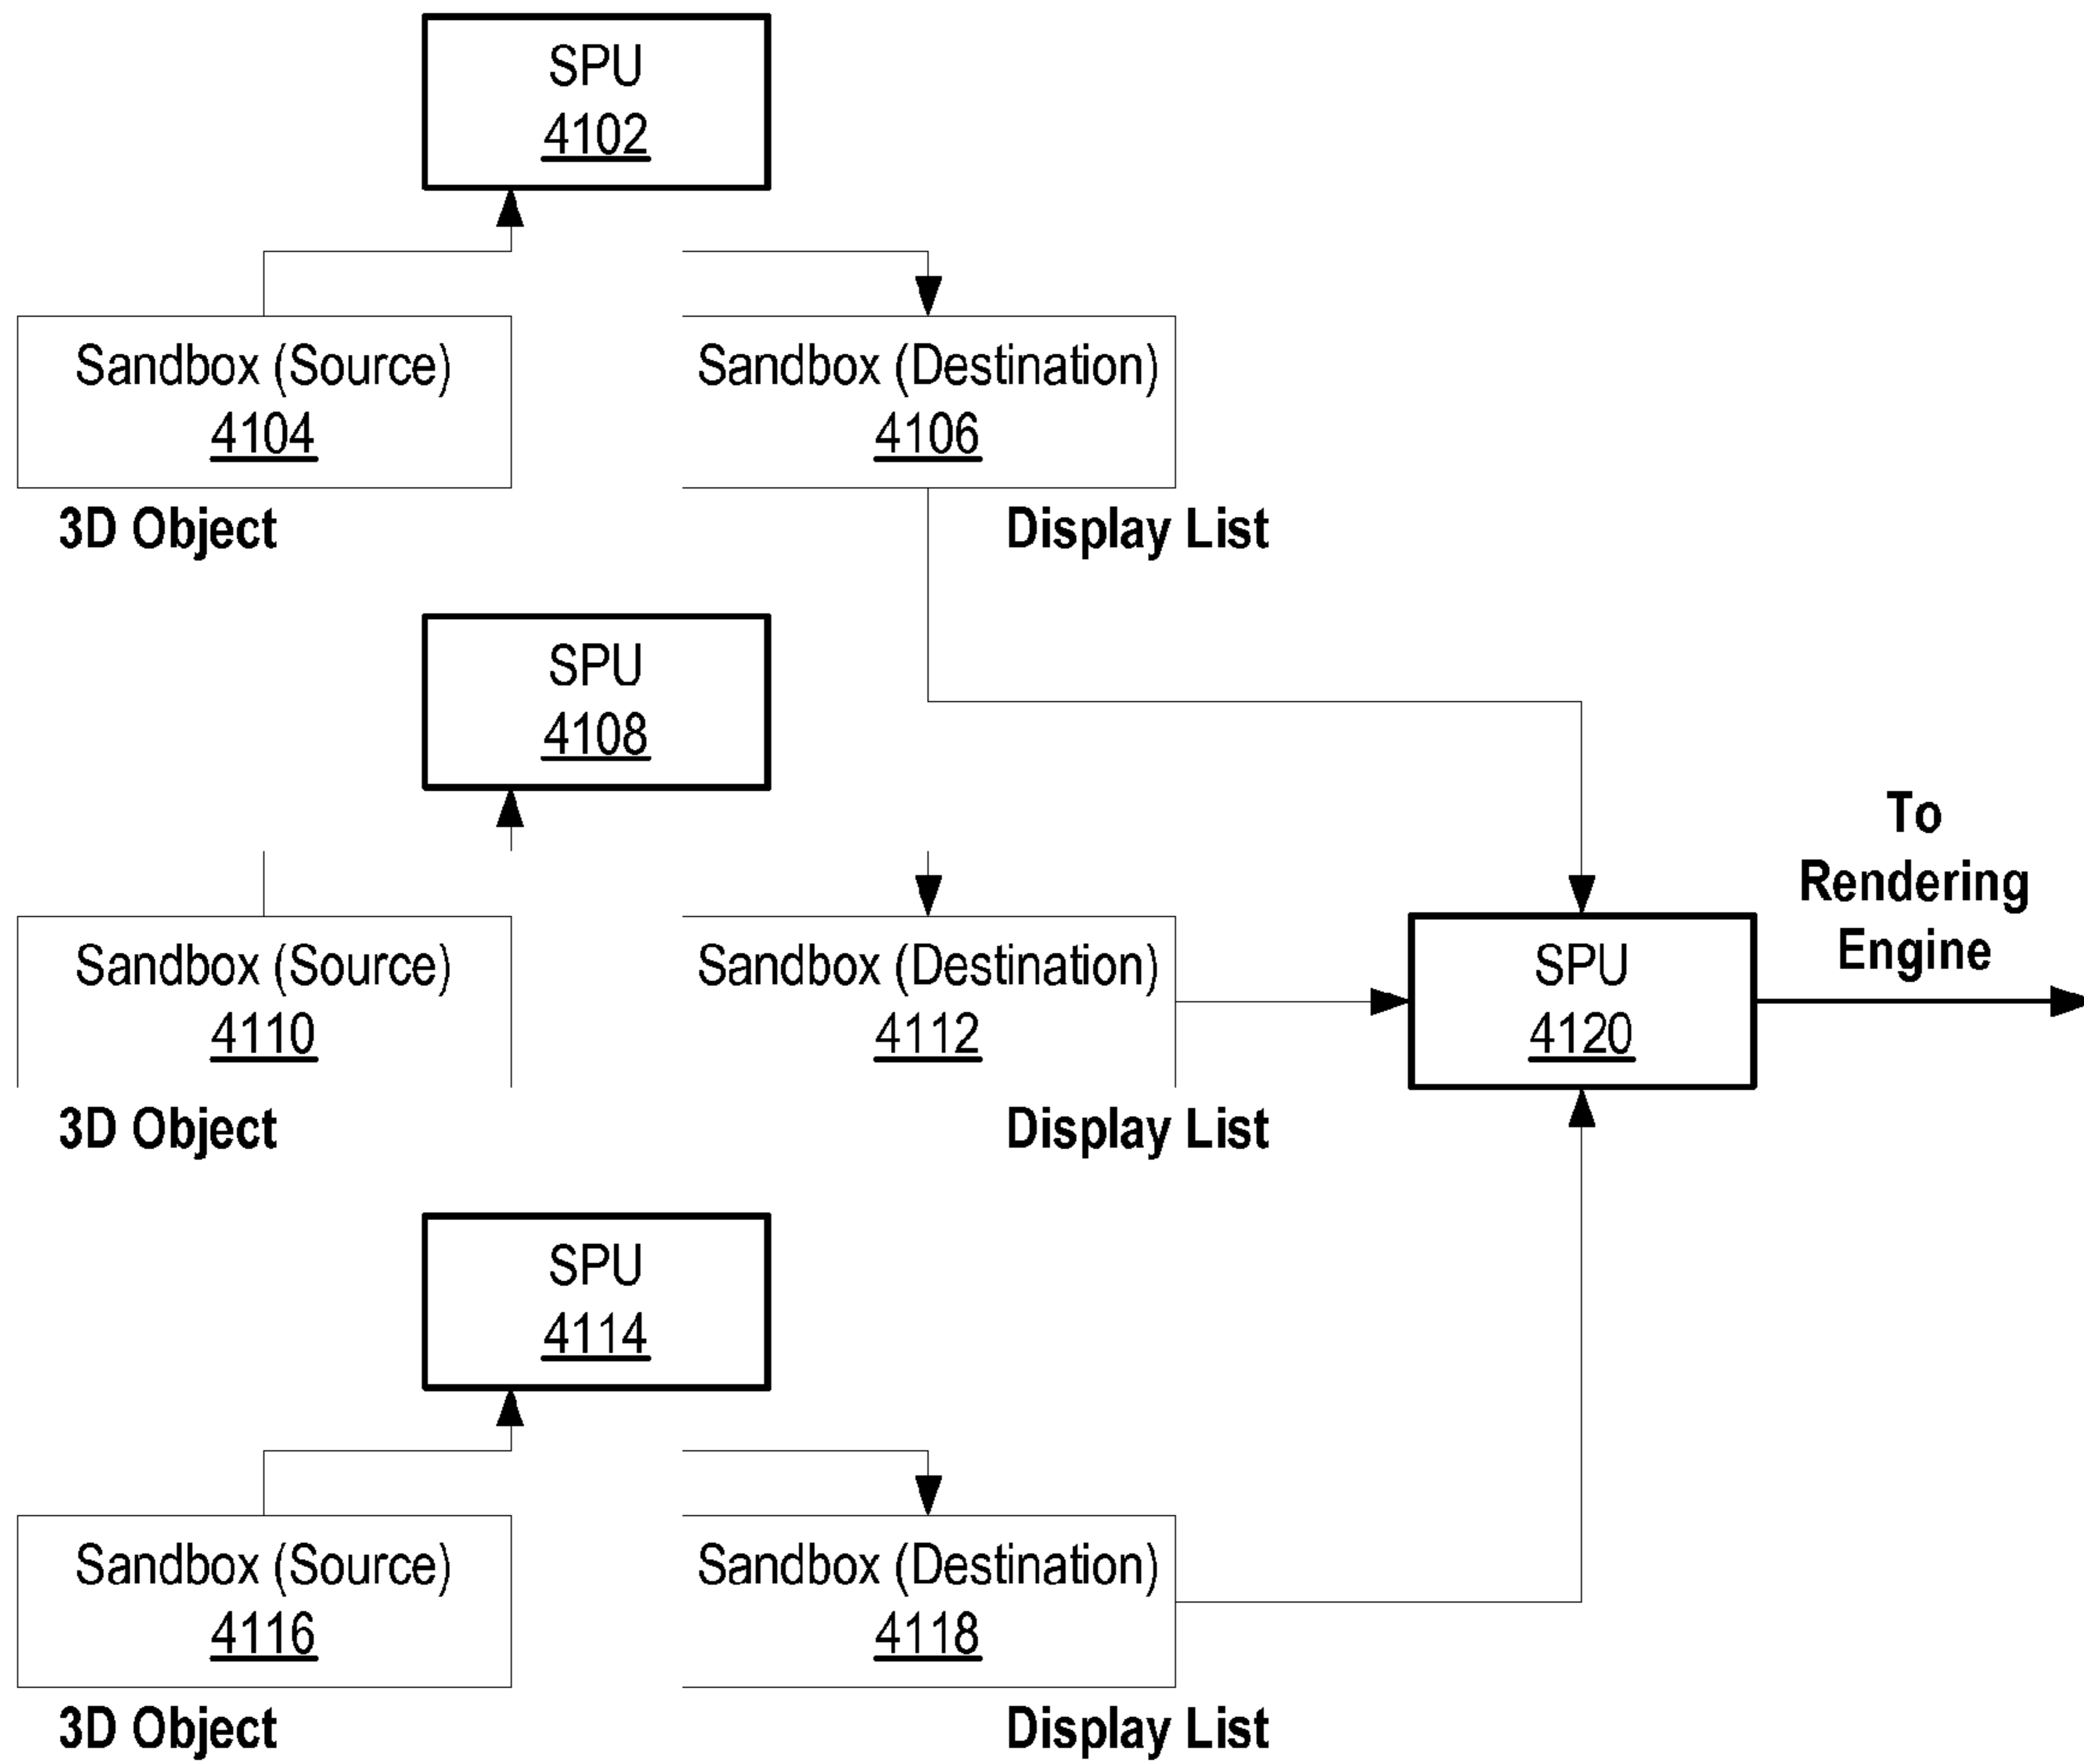 SPU
4102
Sandbox (Source)
4104
3D Object
Sandbox (Destination)
4106
Display List
SPU
4108
Sandbox (Source)
4110
3D Object
Sandbox (Destination)
4112
Display List
SPU
4120
To
Rendering
Engine
SPU
4114
Sandbox (Source)
4116
3D Object
Sandbox (Destination)
4118
Display List